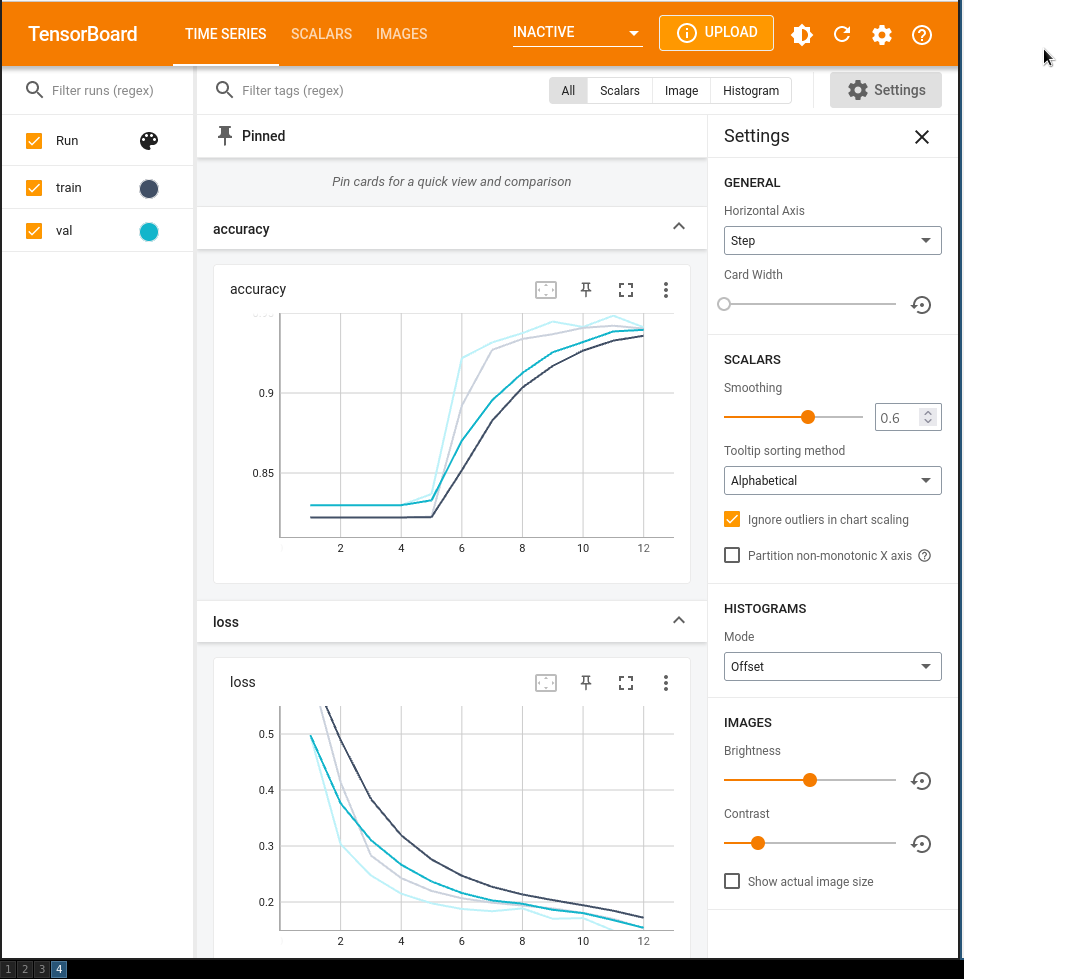 TensorBoard TIME SERIES SCALARS IMAGES INACTIVE UPLOAD
Filter runs (regex)
Filter tags (regex) All Scalars Image Histogram Settings
Run
train
val
Pinned
Pin cards for a quick view and comparison
accuracy
accuracy
0.9
0.85
2 4 6 8 10 12
loss
loss
0.5
0.4
0.3
0.2
2 4 6 8 10 12
Settings
GENERAL
Horizontal Axis
Step
Card Width
SCALARS
Smoothing
0.6
Tooltip sorting method
Alphabetical
Ignore outliers in chart scaling
Partition non-monotonic X axis
HISTOGRAMS
Mode
Offset
IMAGES
Brightness
Contrast
Show actual image size
1 2 3 4